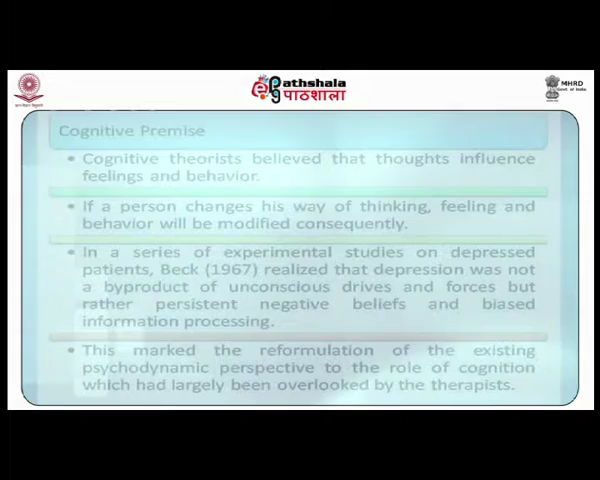 ePathshala
पाठशाला
MHRD
Govt. of India
Cognitive Premise
• Cognitive theorists believed that thoughts influence
feelings and behavior.
• If a person changes his way of thinking, feeling and
behavior will be modified consequently.
• In a series of experimental studies on depressed
patients, Beck (1967) realized that depression was not
a byproduct of unconscious drives and forces but
rather persistent negative beliefs and biased
information processing.
• This marked the reformulation of the existing
psychodynamic perspective to the role of cognition
which had largely been overlooked by the therapists.